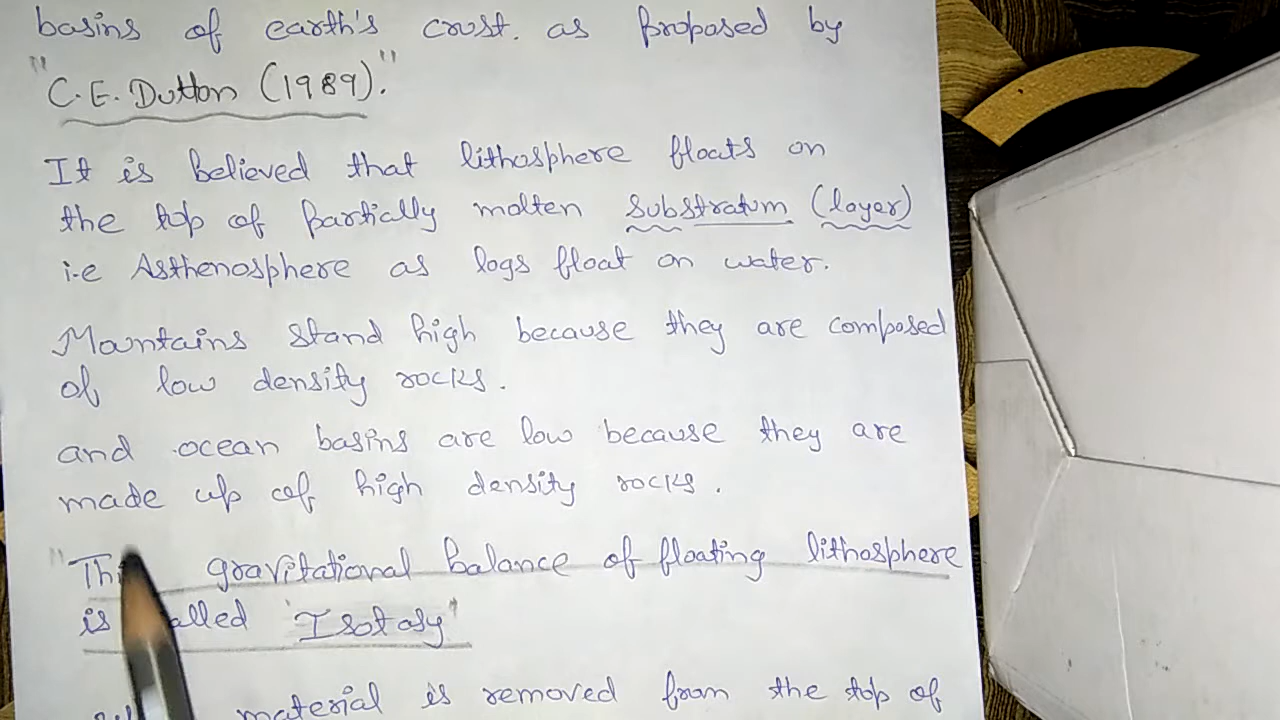 basins of earth's crust. as proposed by
"C.E. Dutton (1989)."
It is believed that lithosphere floats on
the top of partially molten substratum (layer)
i.e Asthenosphere as logs float on water.
Mountains stand high because they are composed
of low density rocks.
and ocean basins are low because they are
made up of high density rocks.
gravitational balance of floating lithosphere
is 'Isotasy'
material is removed from the top of